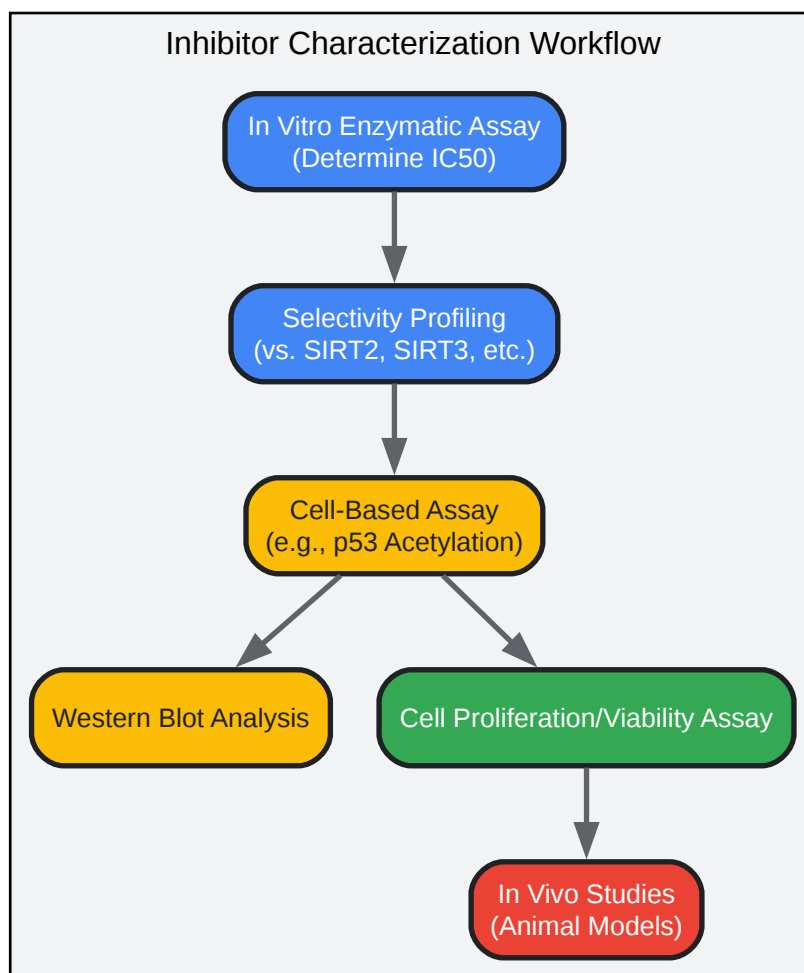 Inhibitor Characterization Workflow
In Vitro Enzymatic Assay
(Determine IC50)
Selectivity Profiling
(vs. SIRT2, SIRT3, etc.)
Cell-Based Assay
(e.g., p53 Acetylation)
Western Blot Analysis
Cell Proliferation/Viability Assay
In Vivo Studies
(Animal Models)